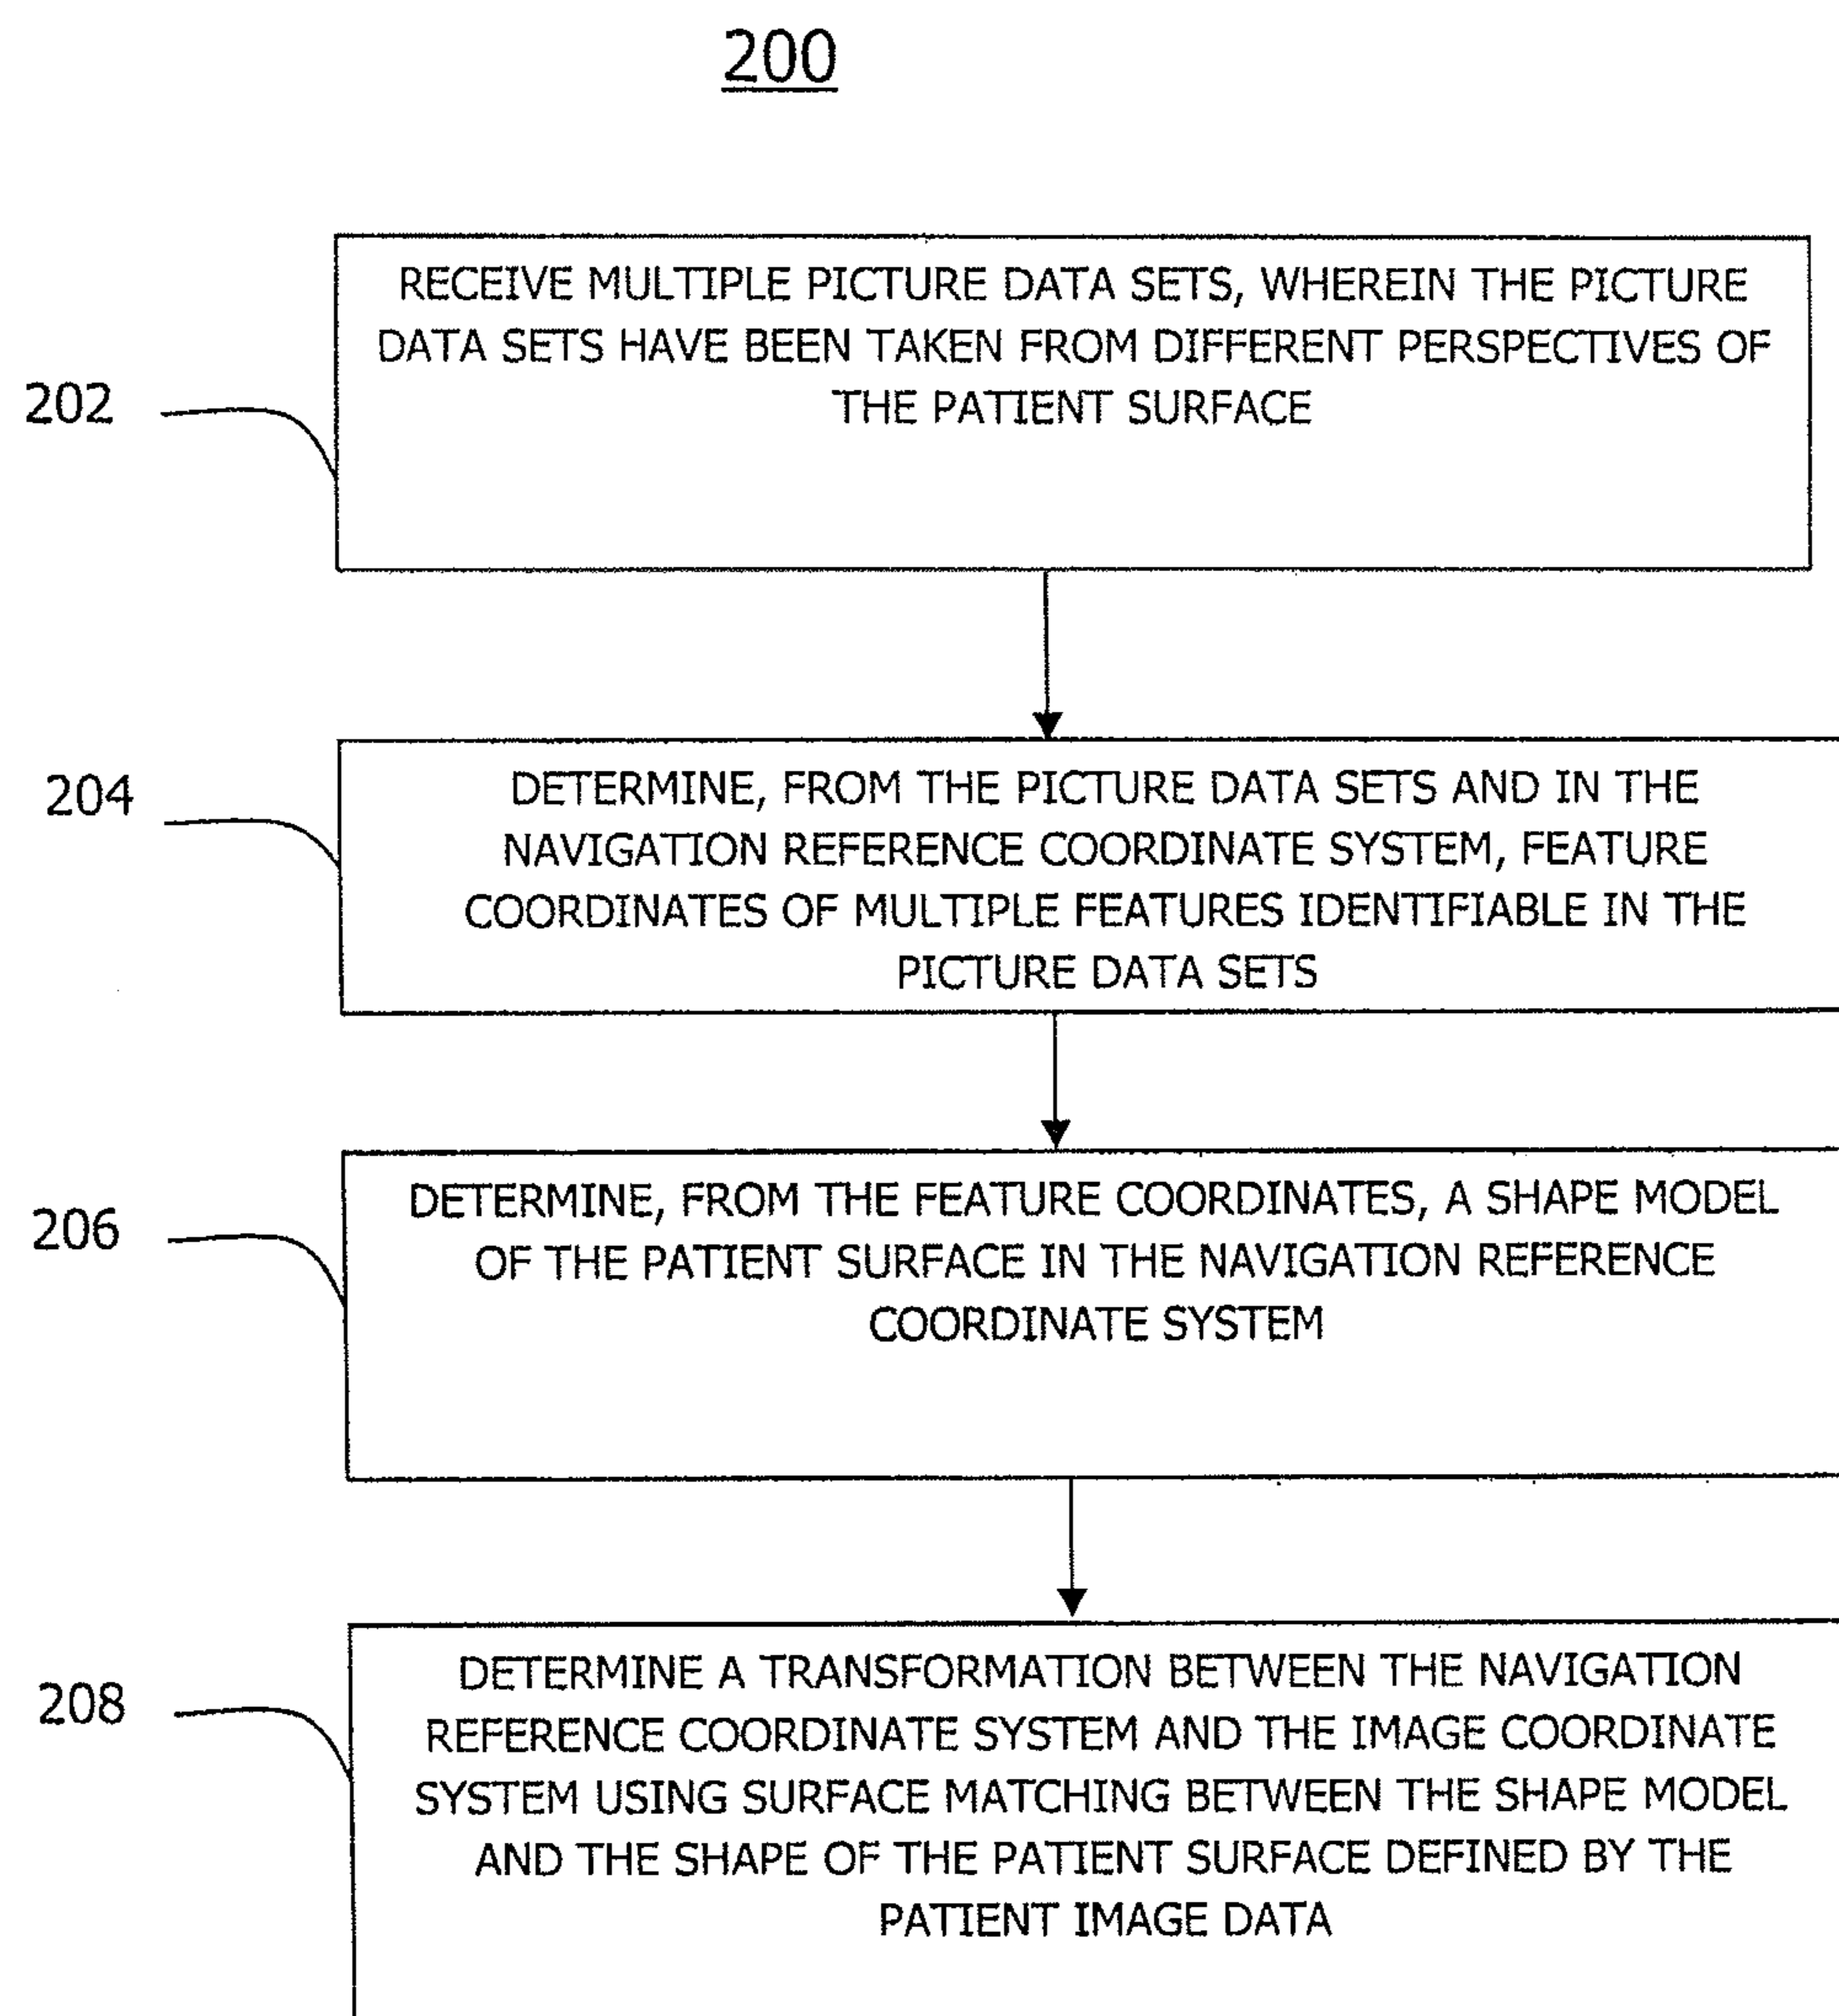 200
202
RECEIVE MULTIPLE PICTURE DATA SETS, WHEREIN THE PICTURE
DATA SETS HAVE BEEN TAKEN FROM DIFFERENT PERSPECTIVES OF
THE PATIENT SURFACE
204
DETERMINE, FROM THE PICTURE DATA SETS AND IN THE
NAVIGATION REFERENCE COORDINATE SYSTEM, FEATURE
COORDINATES OF MULTIPLE FEATURES IDENTIFIABLE IN THE
PICTURE DATA SETS
206
DETERMINE, FROM THE FEATURE COORDINATES, A SHAPE MODEL
OF THE PATIENT SURFACE IN THE NAVIGATION REFERENCE
COORDINATE SYSTEM
208
DETERMINE A TRANSFORMATION BETWEEN THE NAVIGATION
REFERENCE COORDINATE SYSTEM AND THE IMAGE COORDINATE
SYSTEM USING SURFACE MATCHING BETWEEN THE SHAPE MODEL
AND THE SHAPE OF THE PATIENT SURFACE DEFINED BY THE
PATIENT IMAGE DATA